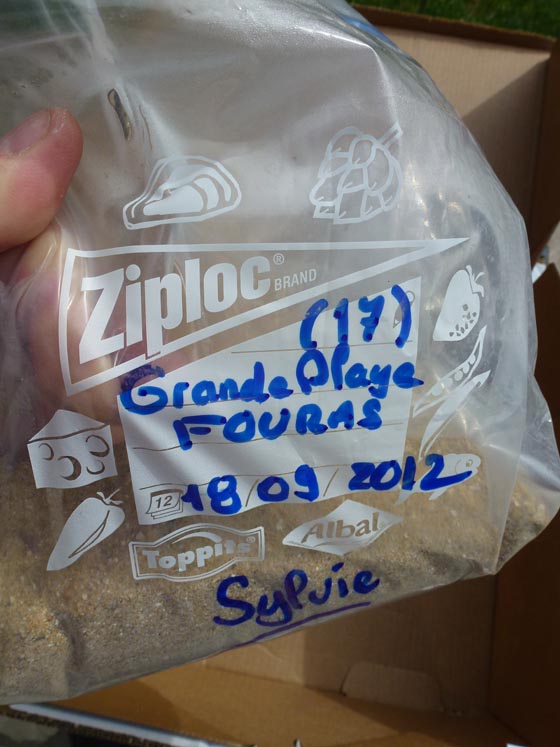 Ziploc® BRAND
(17)
Grande Plage
FOURAS
12 18/09/2012
Toppits® Albal®
Sylvie